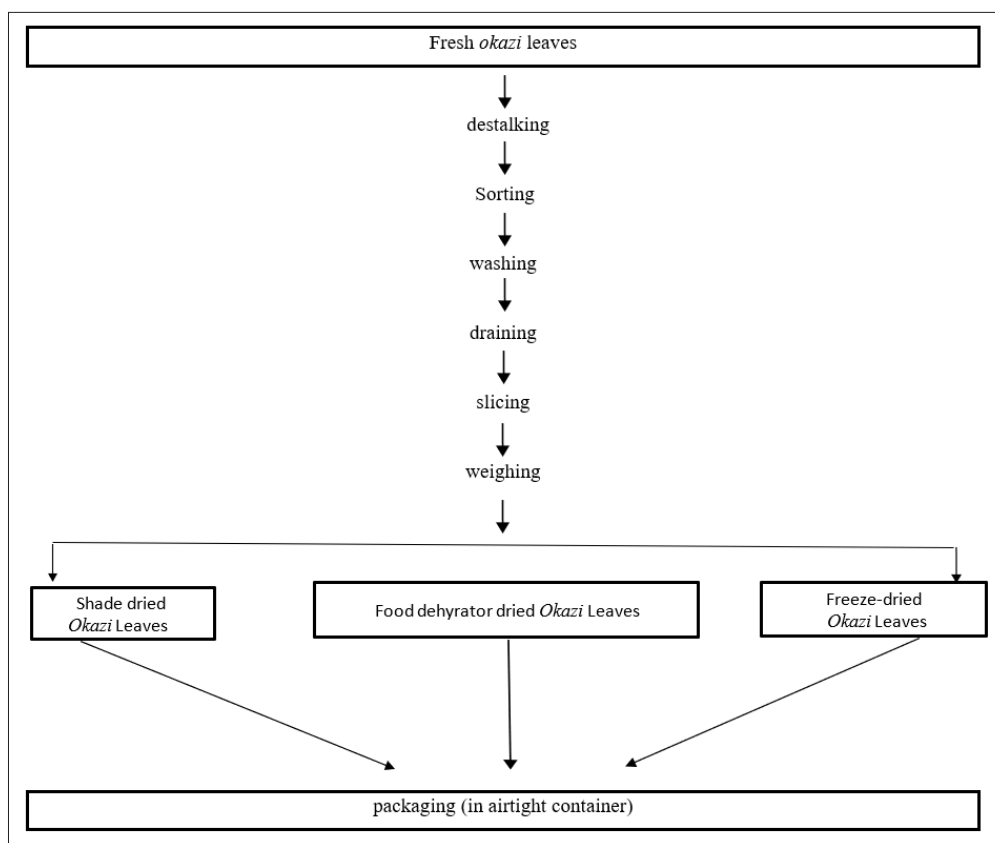 Fresh okazi leaves
destalking
Sorting
washing
draining
slicing
weighing
Shade dried
Okazi Leaves
Food dehyrator dried Okazi Leaves
Freeze-dried
Okazi Leaves
packaging (in airtight container)